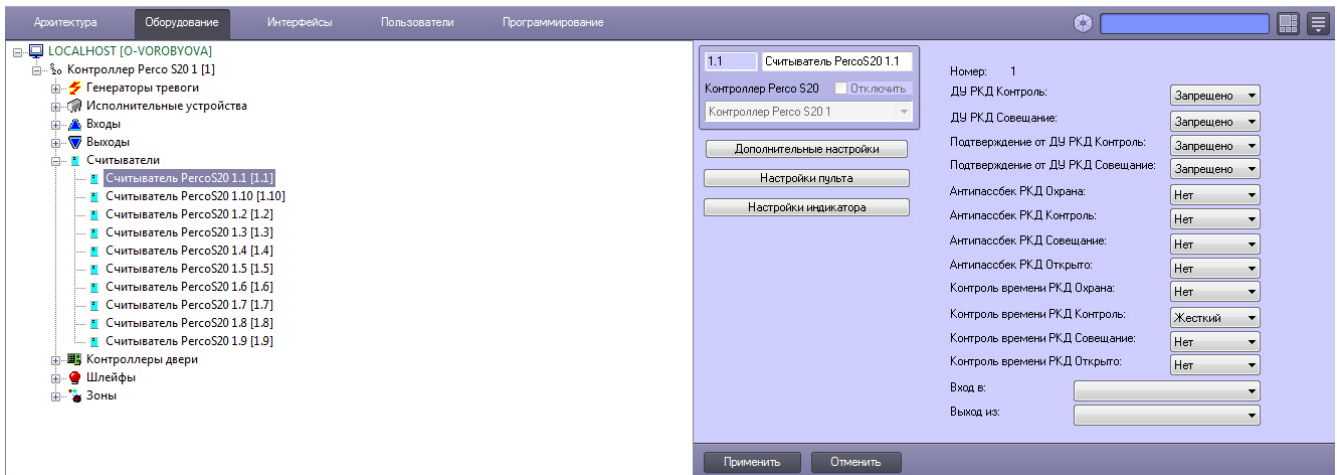 Архитектура Оборудование Интерфейсы Пользователи Программирование
LOCALHOST [O-VOROBYOVA]
Контроллер Perco S20 1 [1]
Генераторы тревоги
Исполнительные устройства
Входы
Выходы
Считыватели
Считыватель PercoS20 1.1 [1.1]
Считыватель PercoS20 1.10 [1.10]
Считыватель PercoS20 1.2 [1.2]
Считыватель PercoS20 1.3 [1.3]
Считыватель PercoS20 1.4 [1.4]
Считыватель PercoS20 1.5 [1.5]
Считыватель PercoS20 1.6 [1.6]
Считыватель PercoS20 1.7 [1.7]
Считыватель PercoS20 1.8 [1.8]
Считыватель PercoS20 1.9 [1.9]
Контроллеры двери
Шлейфы
Зоны
1.1 Считыватель PercoS20 1.1
Контроллер Perco S20 Отключить
Контроллер Perco S20 1
Дополнительные настройки
Настройки пульта
Настройки индикатора
Номер: 1
ДУ РКД Контроль: Запрещено
ДУ РКД Совещание: Запрещено
Подтверждение от ДУ РКД Контроль: Запрещено
Подтверждение от ДУ РКД Совещание: Запрещено
Антипассбек РКД Охрана: Нет
Антипассбек РКД Контроль: Нет
Антипассбек РКД Совещание: Нет
Антипассбек РКД Открыто: Нет
Контроль времени РКД Охрана: Нет
Контроль времени РКД Контроль: Жесткий
Контроль времени РКД Совещание: Нет
Контроль времени РКД Открыто: Нет
Вход в:
Выход из:
Применить Отменить